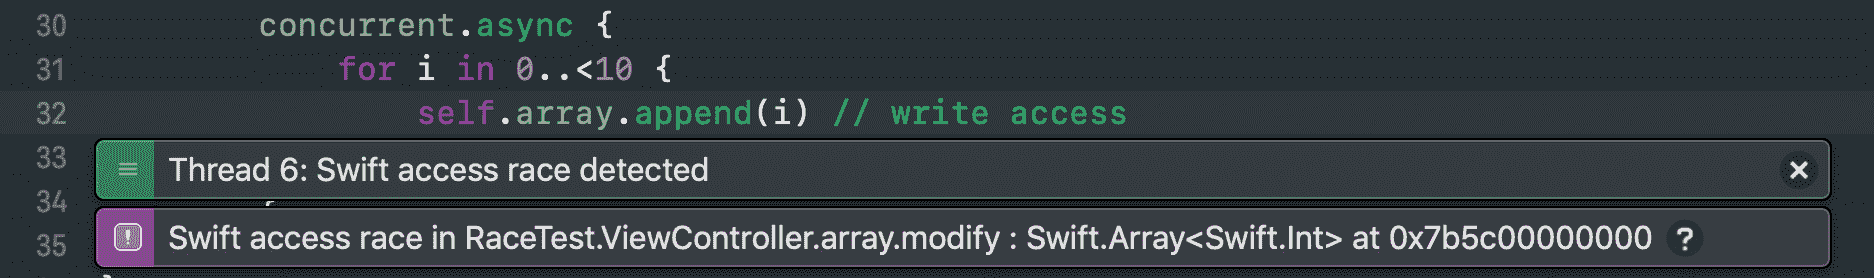 30 concurrent.async {
31 for i in 0..<10 {
32 self.array.append(i) // write access
33
Thread 6: Swift access race detected
34
35
Swift access race in RaceTest.ViewController.array.modify : Swift.Array<Swift.Int> at 0x7b5c00000000 ?